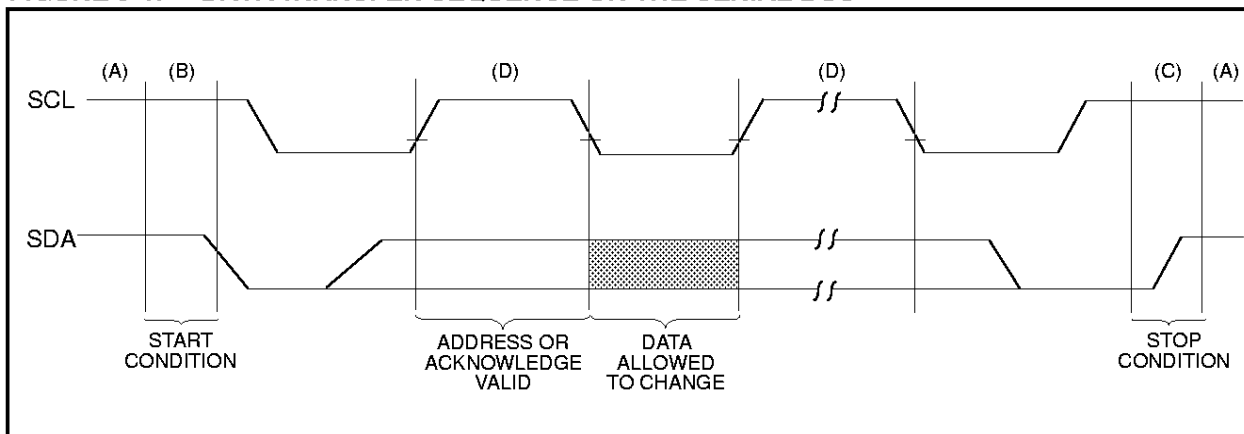 (A) (B) (D) (D) (C) (A)
SCL
SDA
START
CONDITION
ADDRESS OR
ACKNOWLEDGE
VALID
DATA
ALLOWED
TO CHANGE
STOP
CONDITION